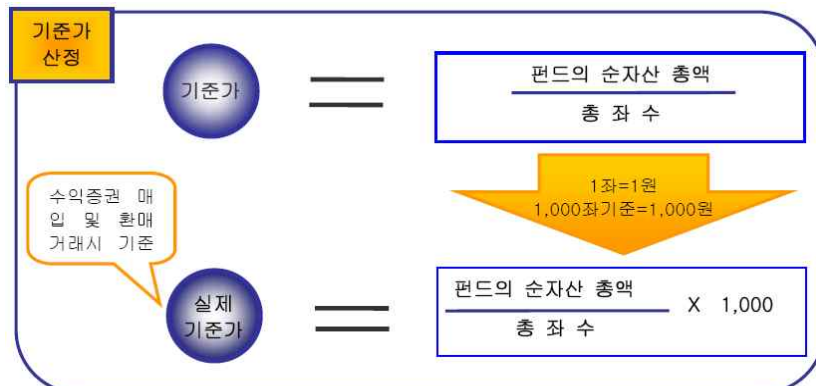 기준가
산정
기준가
펀드의 순자산 총액
총 좌 수
1좌=1원
1,000좌기준=1,000원
수익증권 매
입 및 환매
거래시 기준
실제
기준가
펀드의 순자산 총액
총 좌 수
X 1,000